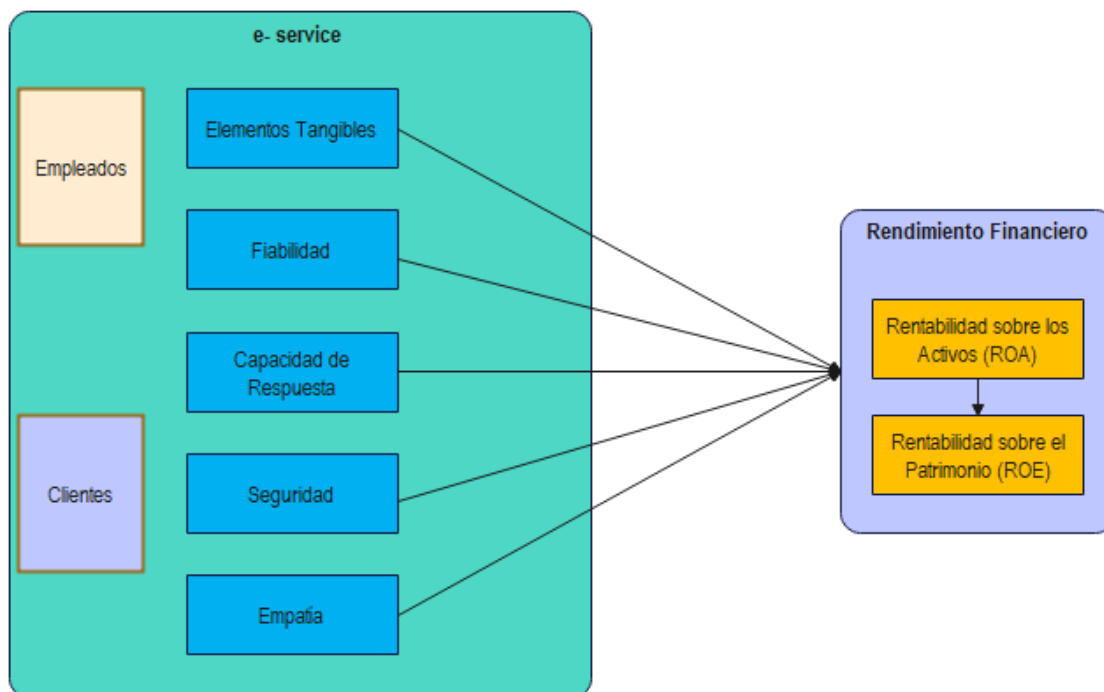 e- service
Empleados
Clientes
Elementos Tangibles
Fiabilidad
Capacidad de
Respuesta
Seguridad
Empatía
Rendimiento Financiero
Rentabilidad sobre los
Activos (ROA)
Rentabilidad sobre el
Patrimonio (ROE)